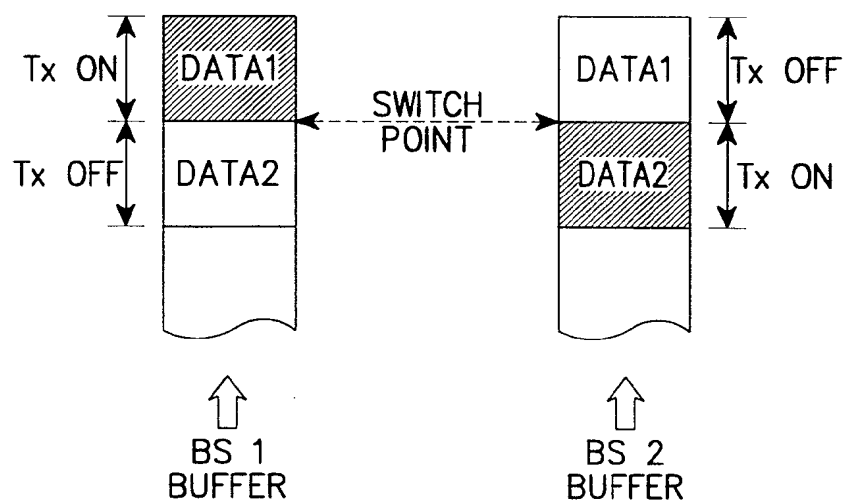 Tx ON
DATA1
DATA1
Tx OFF
SWITCH
POINT
Tx OFF
DATA2
DATA2
Tx ON
BS 1
BUFFER
BS 2
BUFFER